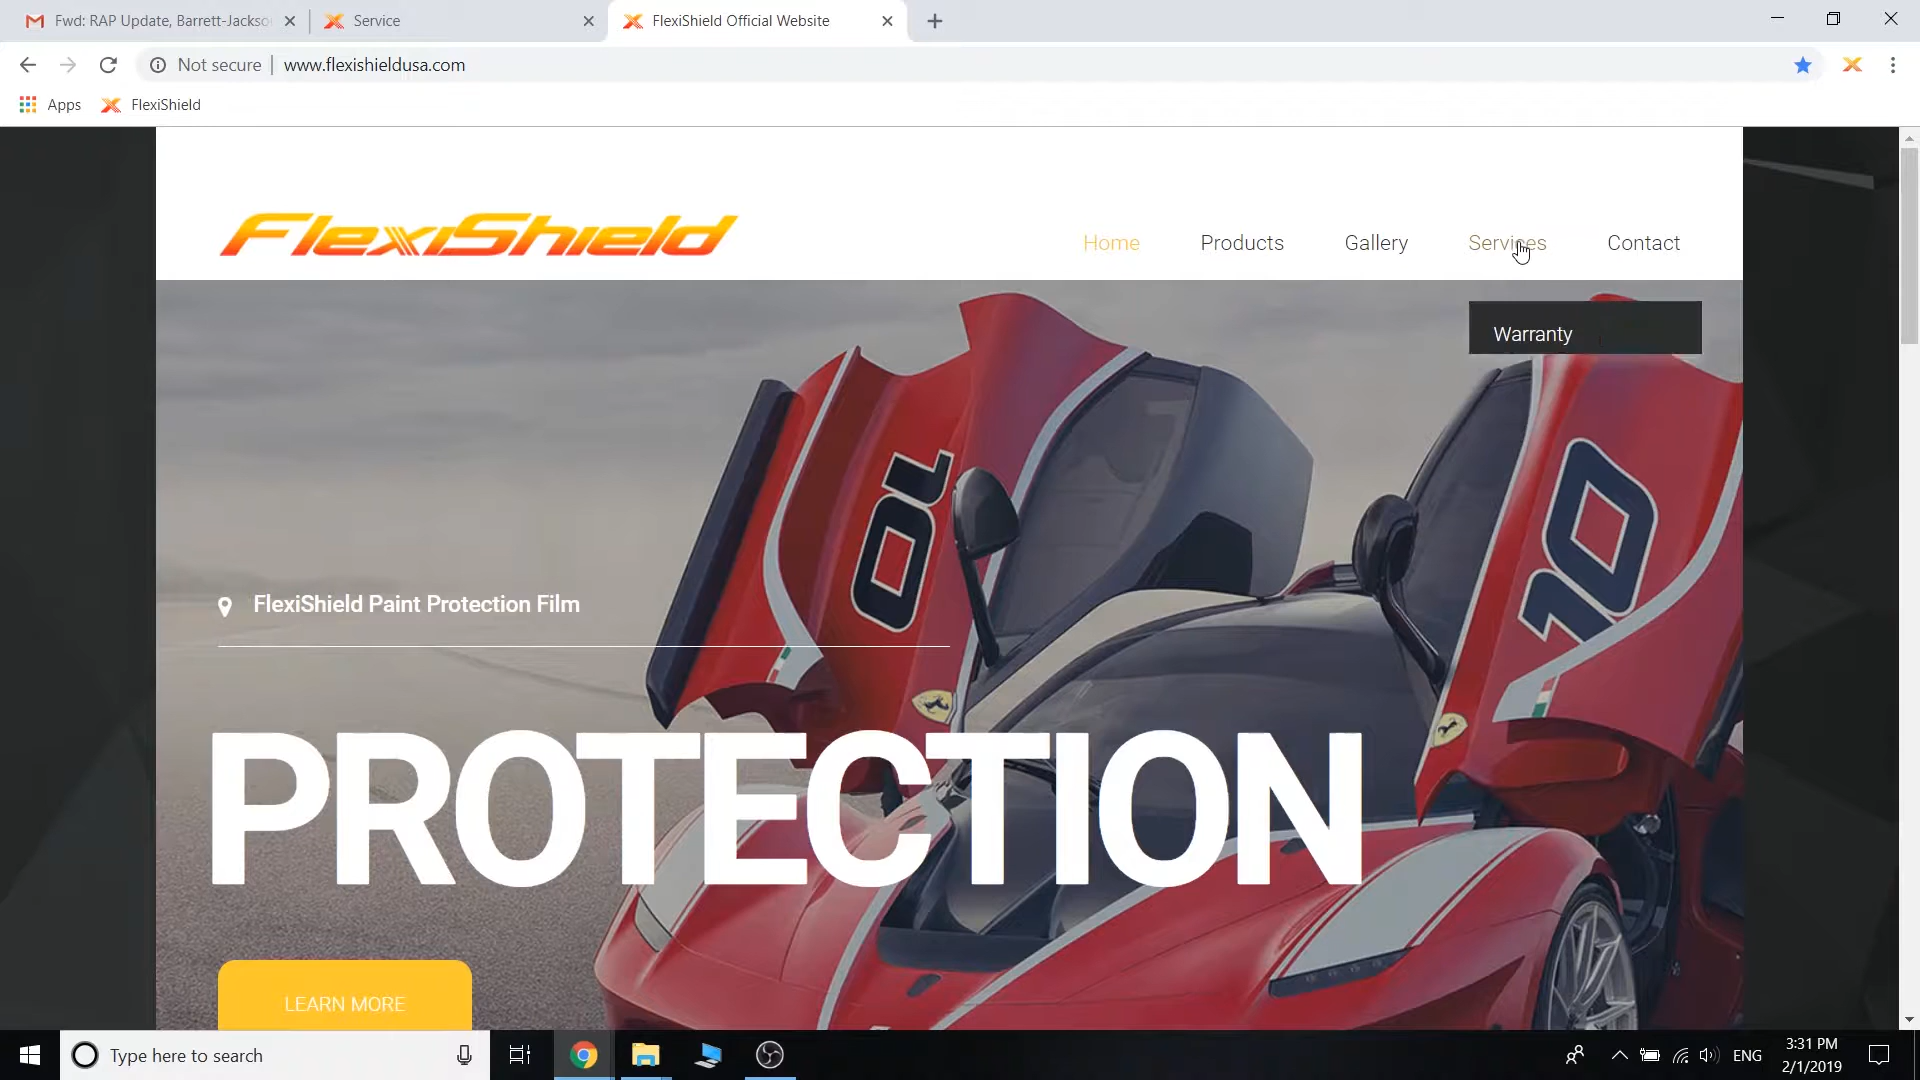 Fwd: RAP Update, Barrett-Jackso
Service
FlexiShield Official Website
Not secure
www.flexishieldusa.com
Apps
FlexiShield
FlexiShield
Home
Products
Gallery
Services
Contact
Warranty
10
10
FlexiShield Paint Protection Film
PROTECTION
LEARN MORE
Type here to search
ENG
3:31 PM
2/1/2019